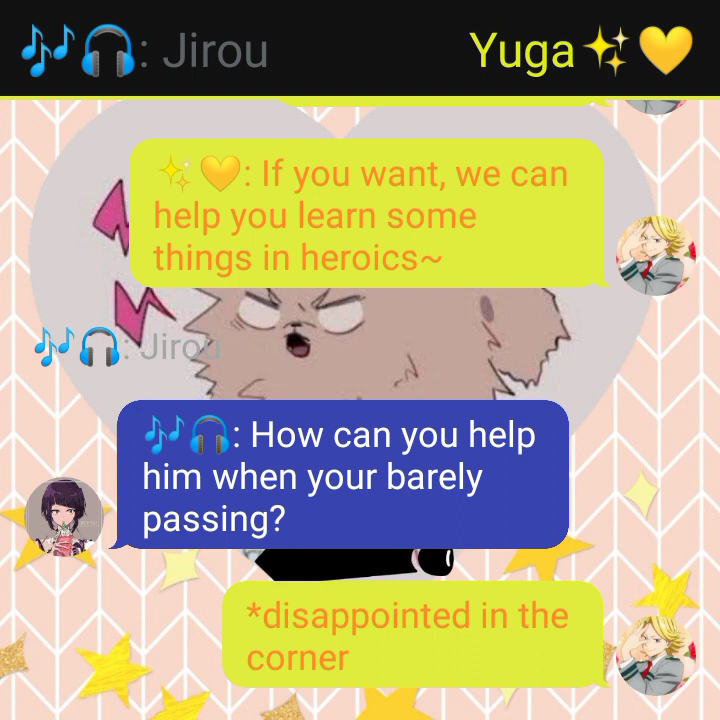 🎶🎧: Jirou
Yuga✨💛
✨💛: If you want, we can
help you learn some
things in heroics~
🎶🎧: Jirou
🎶🎧: How can you help
him when your barely
passing?
*disappointed in the
corner